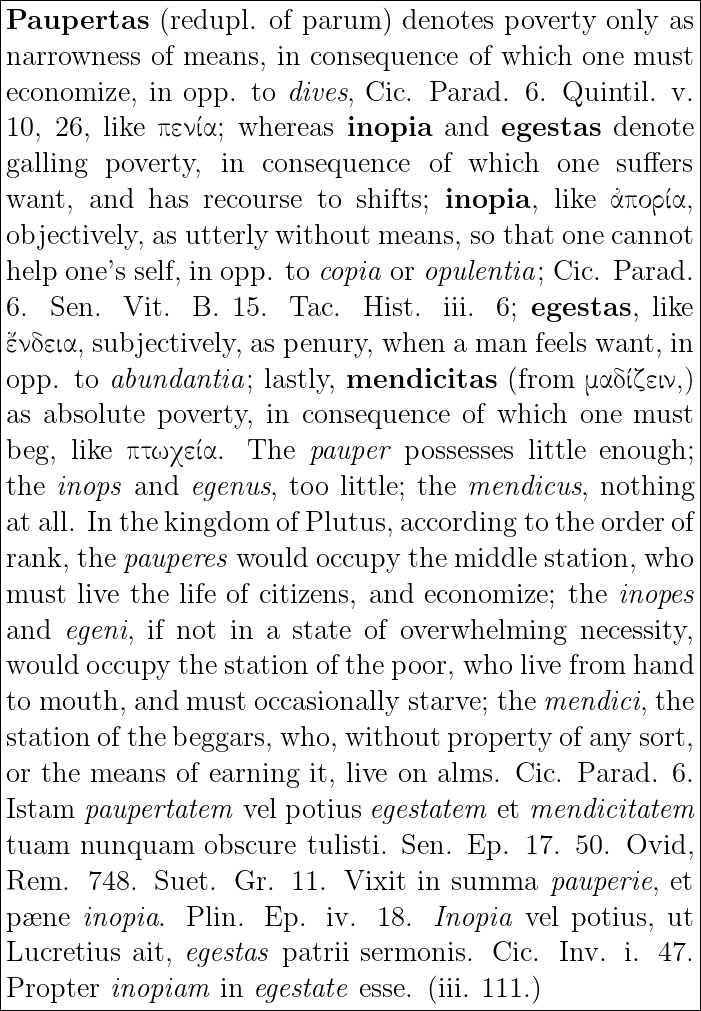 Paupertas (redupl. of parum) denotes poverty only as
narrowness of means, in consequence of which one must
economize, in opp. to dives, Cic. Parad. 6. Quintil. v.
10, 26, like πενία; whereas inopia and egestas denote
galling poverty, in consequence of which one suffers
want, and has recourse to shifts; inopia, like ἀπορία,
objectively, as utterly without means, so that one cannot
help one's self, in opp. to copia or opulentia; Cic. Parad.
6. Sen. Vit. B. 15. Tac. Hist. iii. 6; egestas, like
ἔνδεια, subjectively, as penury, when a man feels want, in
opp. to abundantia; lastly, mendicitas (from μαδίζειν,)
as absolute poverty, in consequence of which one must
beg, like πτωχεία. The pauper possesses little enough;
the inops and egenus, too little; the mendicus, nothing
at all. In the kingdom of Plutus, according to the order of
rank, the pauperes would occupy the middle station, who
must live the life of citizens, and economize; the inopes
and egeni, if not in a state of overwhelming necessity,
would occupy the station of the poor, who live from hand
to mouth, and must occasionally starve; the mendici, the
station of the beggars, who, without property of any sort,
or the means of earning it, live on alms. Cic. Parad. 6.
Istam paupertatem vel potius egestatem et mendicitatem
tuam nunquam obscure tulisti. Sen. Ep. 17. 50. Ovid,
Rem. 748. Suet. Gr. 11. Vixit in summa pauperie, et
pæne inopia. Plin. Ep. iv. 18. Inopia vel potius, ut
Lucretius ait, egestas patrii sermonis. Cic. Inv. i. 47.
Propter inopiam in egestate esse. (iii. 111.)